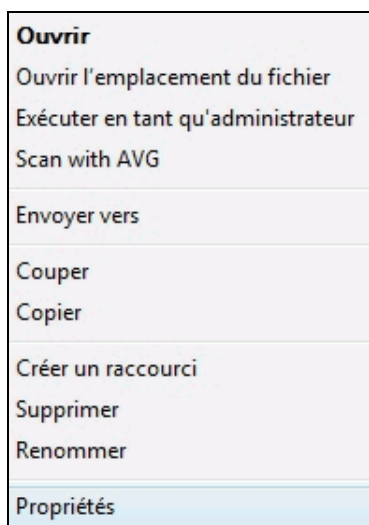 Ouvrir
Ouvrir l'emplacement du fichier
Exécuter en tant qu'administrateur
Scan with AVG
Envoyer vers
Couper
Copier
Créer un raccourci
Supprimer
Renommer
Propriétés